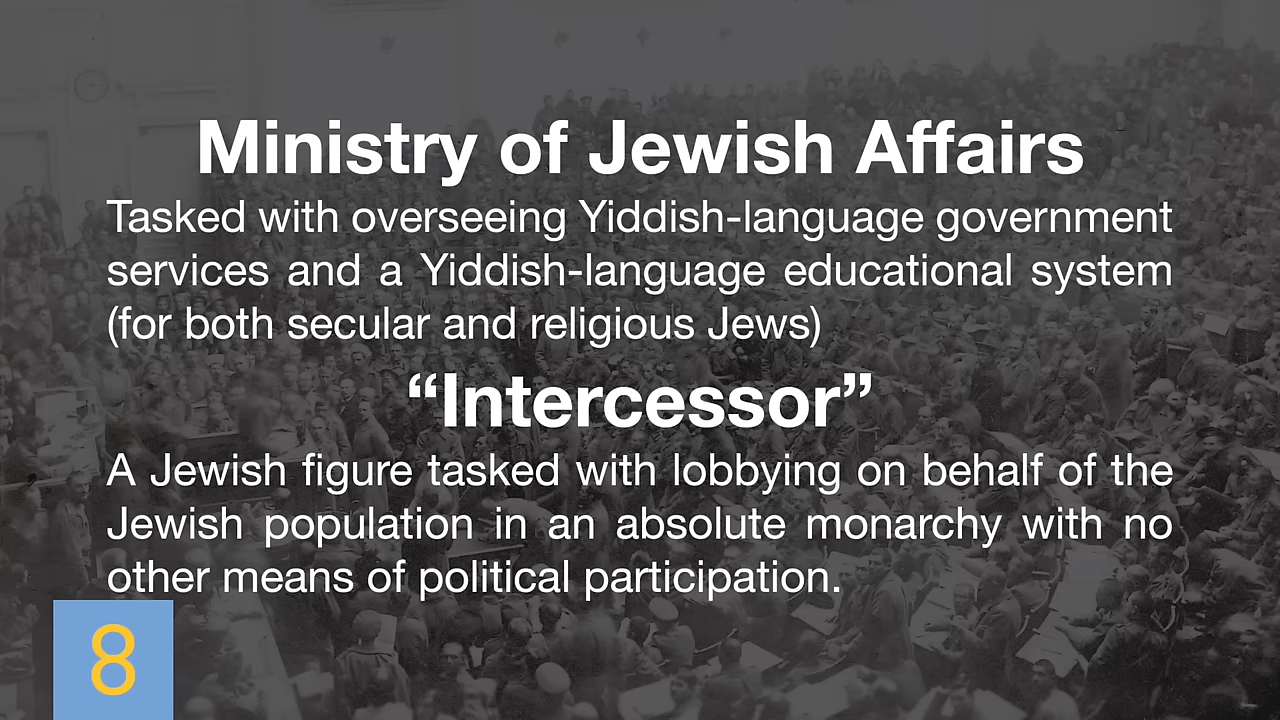 Ministry of Jewish Affairs
Tasked with overseeing Yiddish-language government
services and a Yiddish-language educational system
(for both secular and religious Jews)
“Intercessor”
A Jewish figure tasked with lobbying on behalf of the
Jewish population in an absolute monarchy with no
other means of political participation.
8